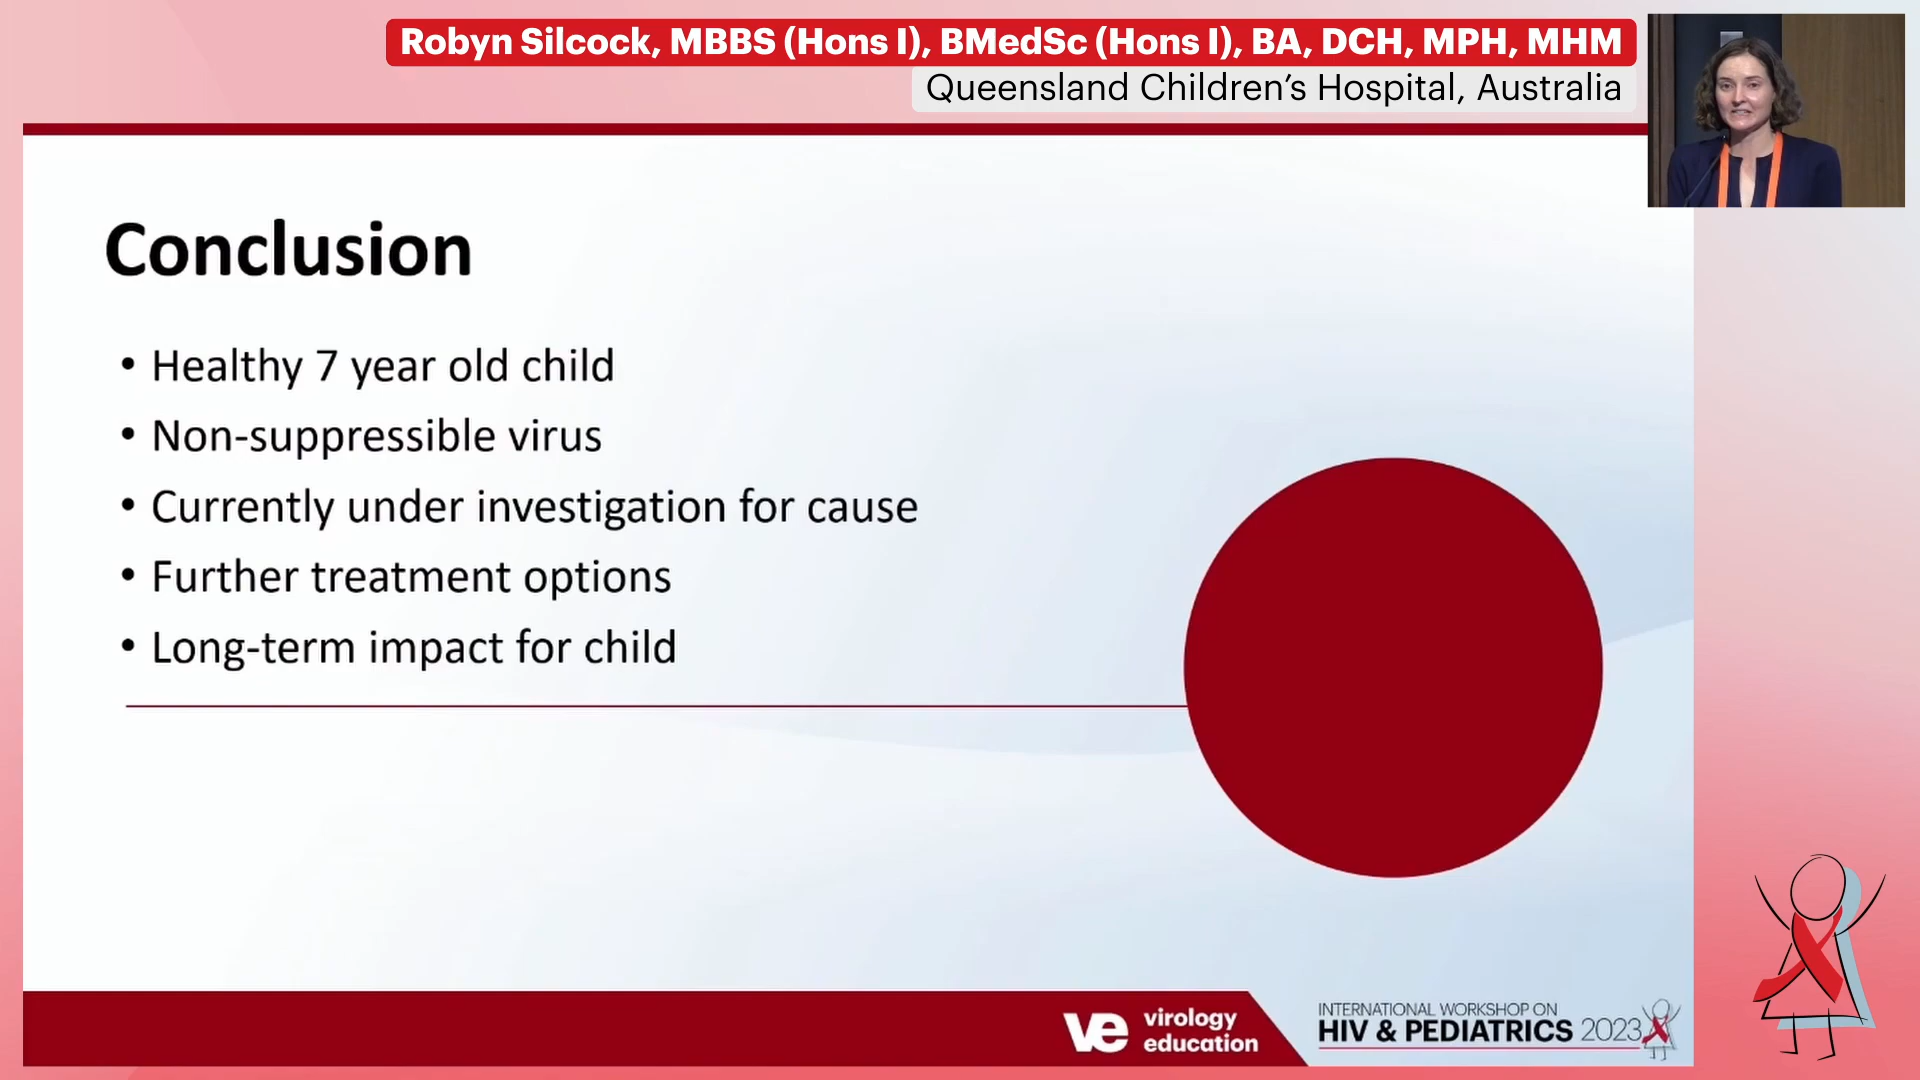 Robyn Silcock, MBBS (Hons I), BMedSc (Hons I), BA, DCH, MPH, MHM
Queensland Children’s Hospital, Australia
Conclusion
• Healthy 7 year old child
• Non-suppressible virus
• Currently under investigation for cause
• Further treatment options
• Long-term impact for child
ve virology education
INTERNATIONAL WORKSHOP ON
HIV & PEDIATRICS 2023